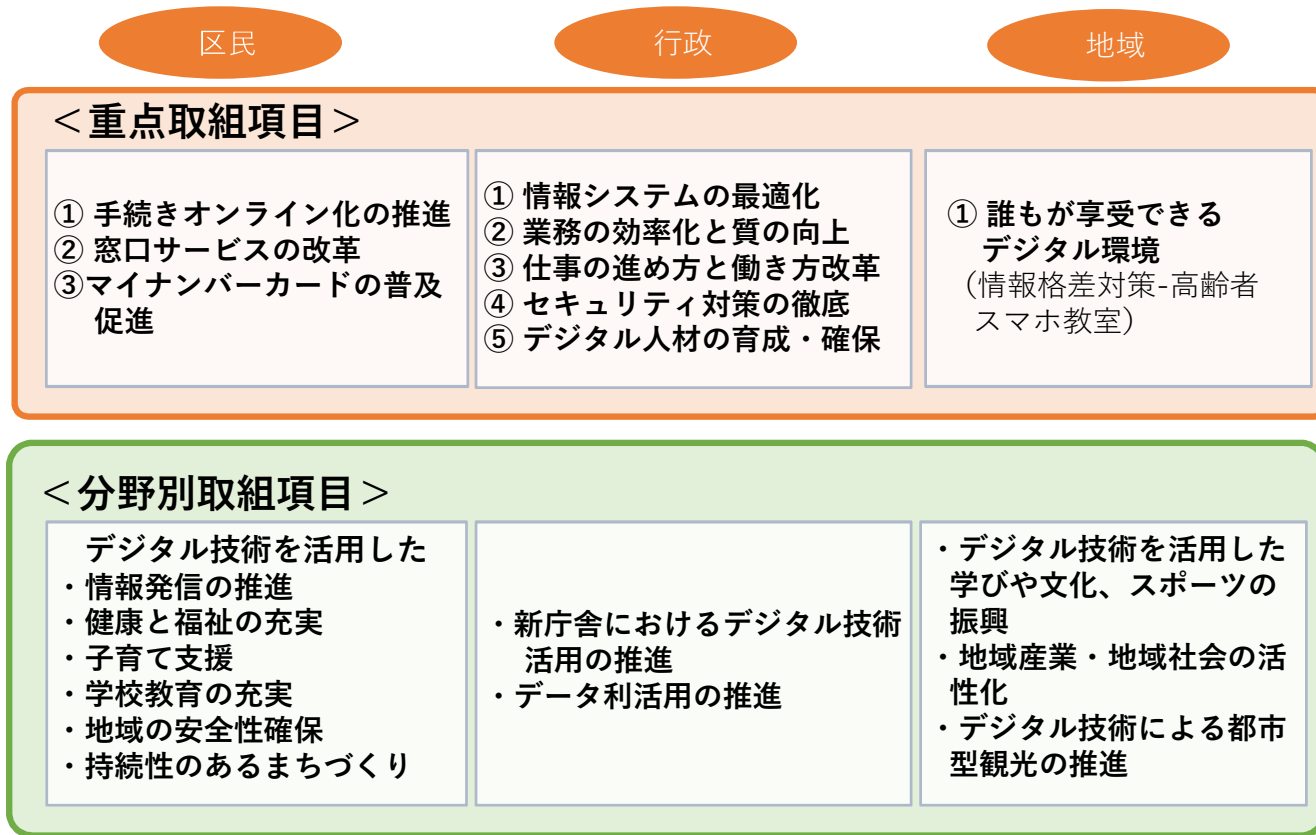 区民
行政
地域
＜重点取組項目＞
① 手続きオンライン化の推進
② 窓口サービスの改革
③マイナンバーカードの普及
促進
① 情報システムの最適化
② 業務の効率化と質の向上
③ 仕事の進め方と働き方改革
④ セキュリティ対策の徹底
⑤ デジタル人材の育成・確保
① 誰もが享受できる
デジタル環境
（情報格差対策-高齢者
スマホ教室）
＜分野別取組項目＞
デジタル技術を活用した
・情報発信の推進
・健康と福祉の充実
・子育て支援
・学校教育の充実
・地域の安全性確保
・持続性のあるまちづくり
・新庁舎におけるデジタル技術
活用の推進
・データ利活用の推進
・デジタル技術を活用した
学びや文化、スポーツの
振興
・地域産業・地域社会の活
性化
・デジタル技術による都市
型観光の推進